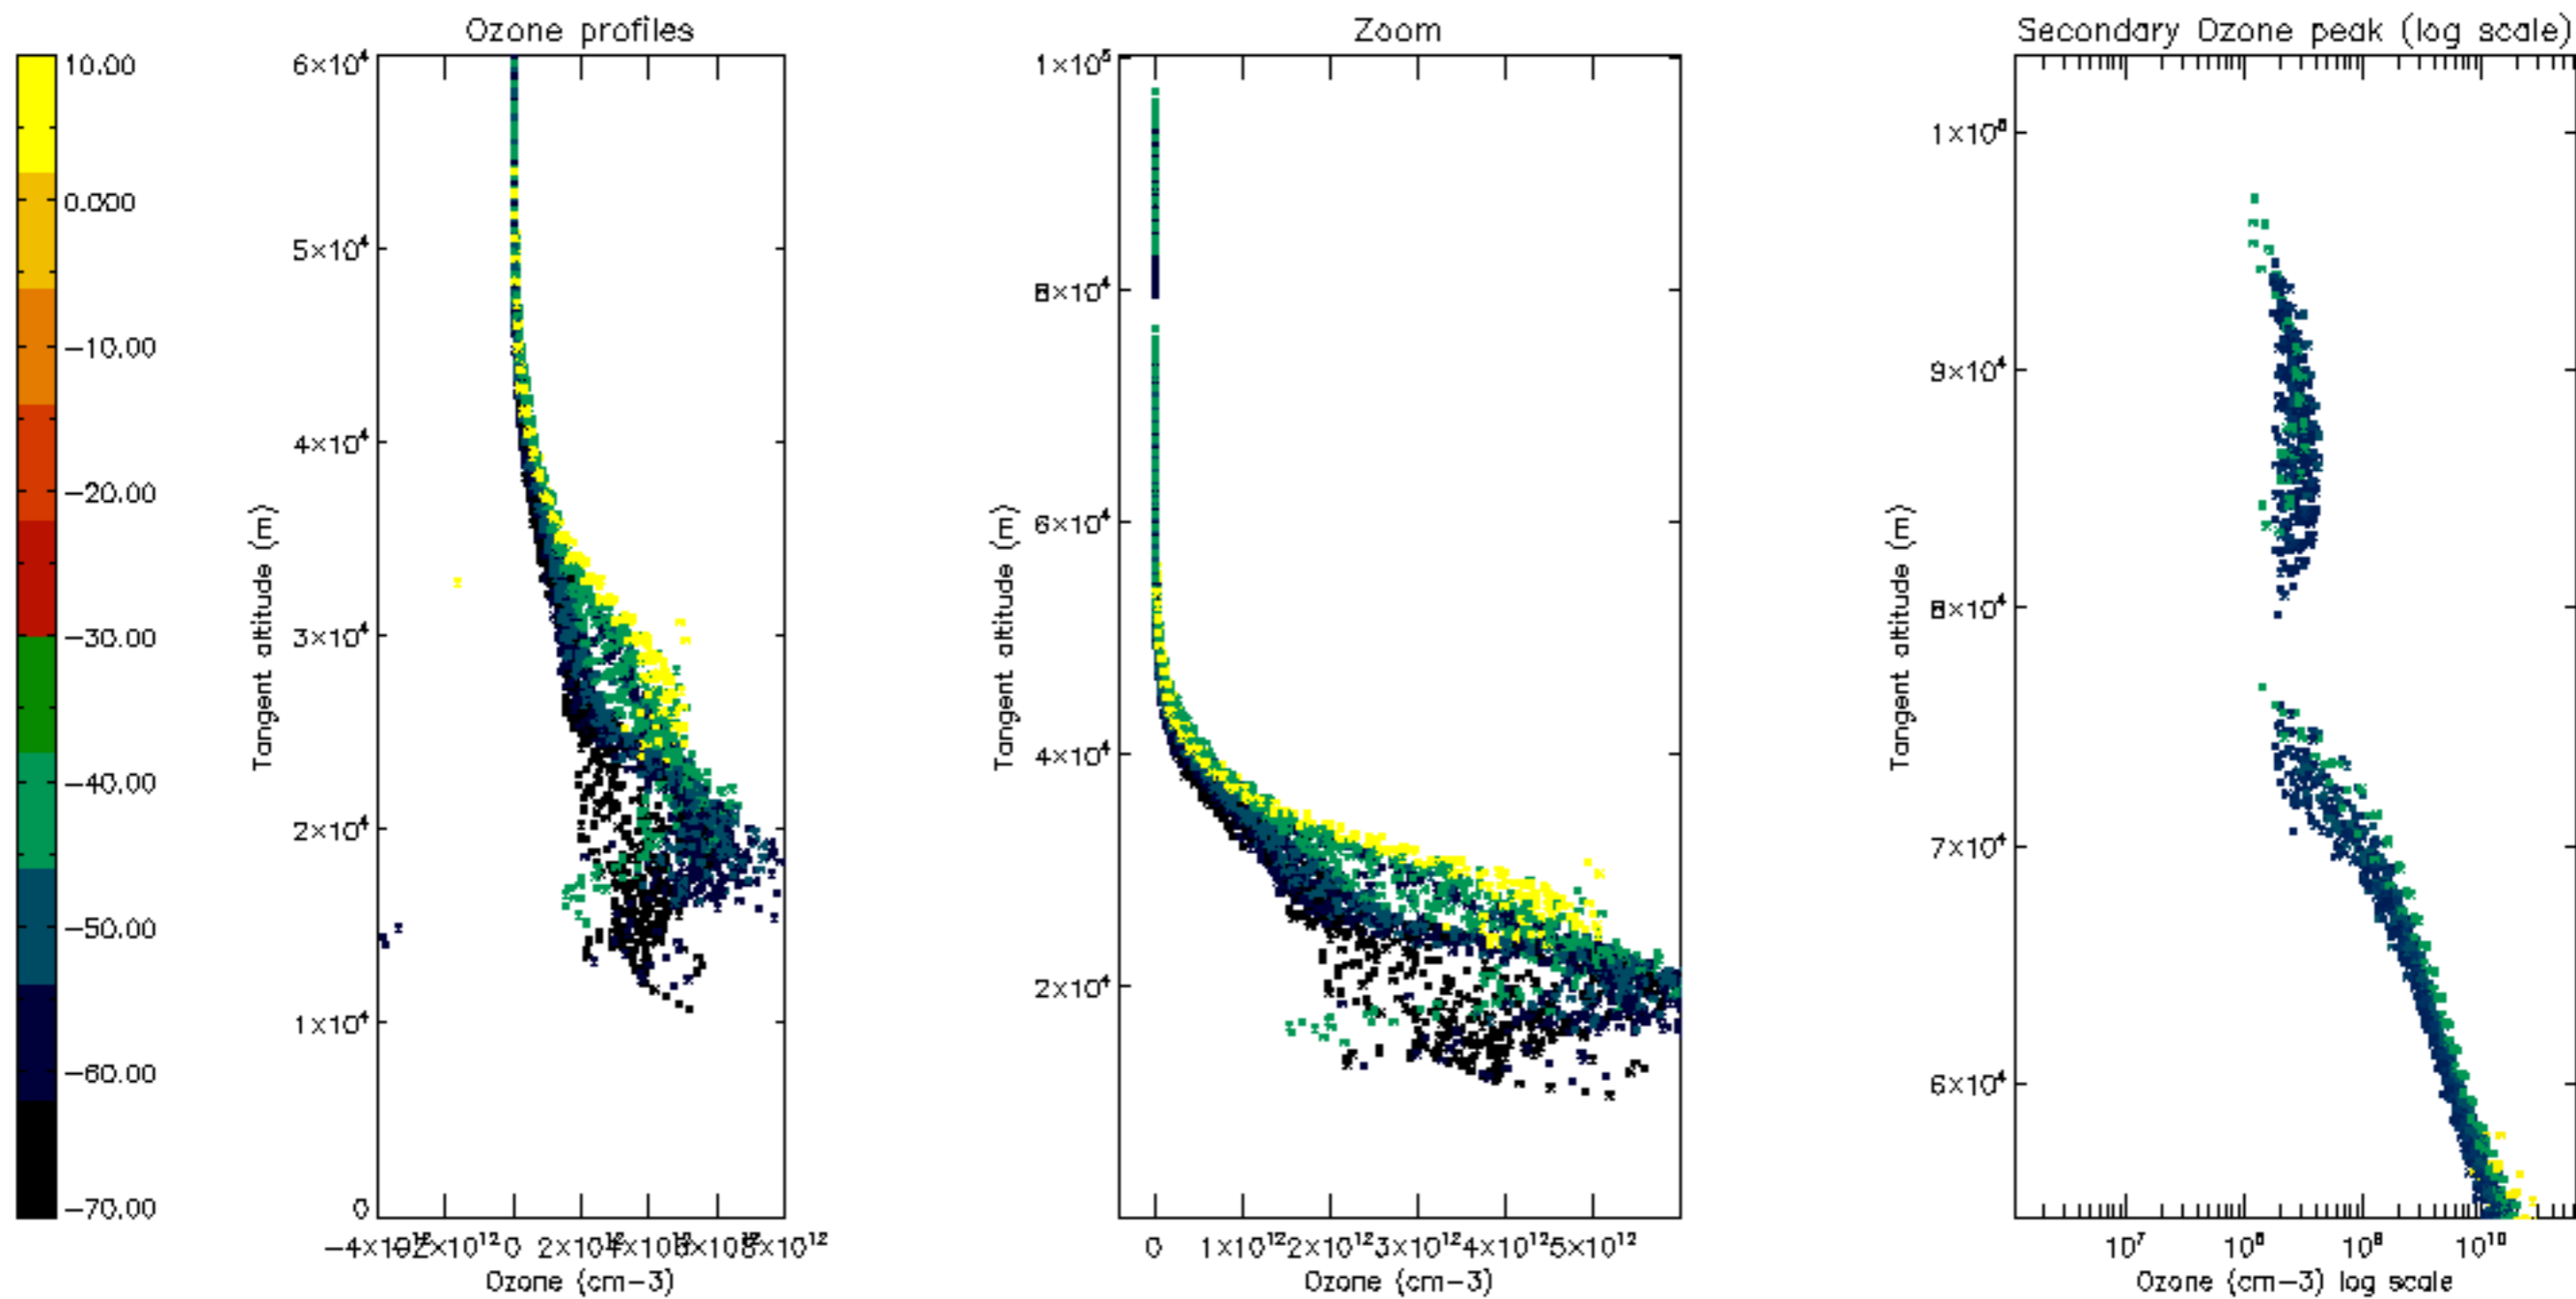 Ozone profiles
Zoom
Secondary Ozone peak (log scale)
10.00
0.000
−10.00
−20.00
−30.00
−40.00
−50.00
−60.00
−70.00
6×10⁴
5×10⁴
4×10⁴
3×10⁴
2×10⁴
1×10⁴
0
Tangent altitude (m)
0
Ozone (cm−3)
1×10⁵
8×10⁴
6×10⁴
4×10⁴
2×10⁴
Tangent altitude (m)
0 1×10¹² 2×10¹² 3×10¹² 4×10¹² 5×10¹²
Ozone (cm−3)
9×10⁴
8×10⁴
7×10⁴
6×10⁴
Tangent altitude (m)
10⁷ 10⁸ 10⁹ 10¹⁰
Ozone (cm−3) log scale